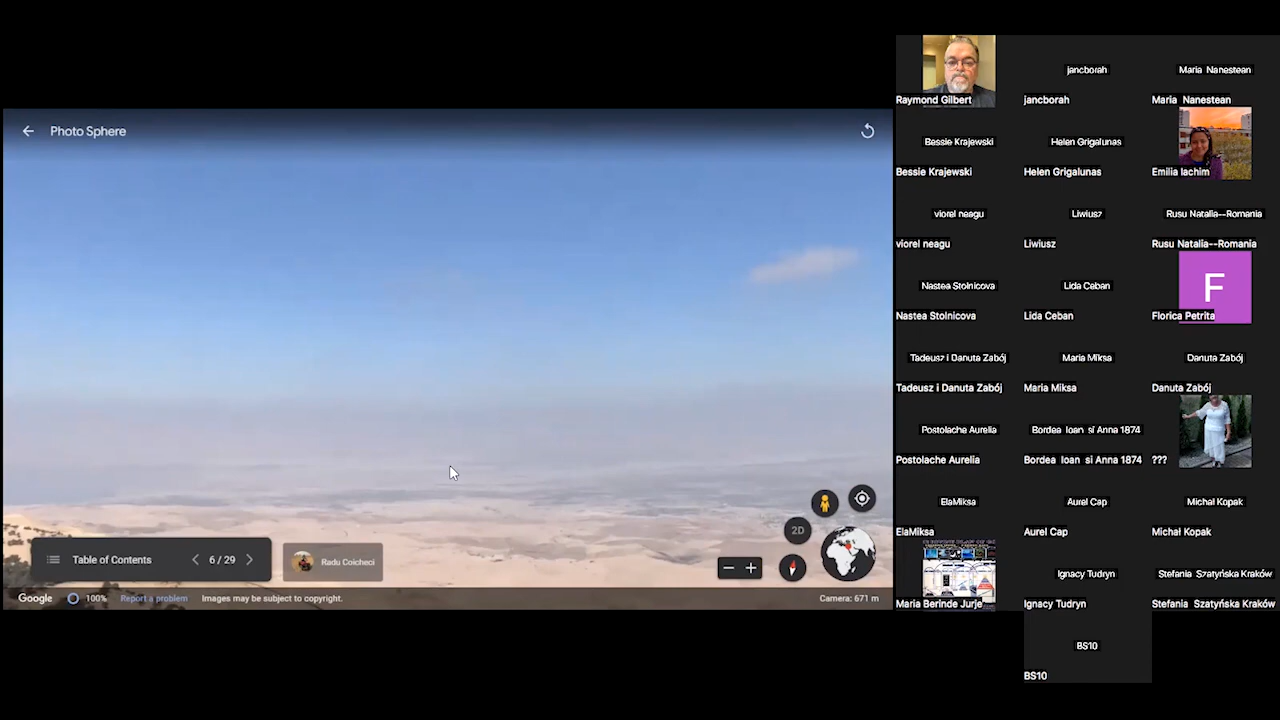 Photo Sphere
Table of Contents
6 / 29
Radu Coicheci
2D
Google
100%
Report a problem
Images may be subject to copyright.
Camera: 671 m
Raymond Gilbert
jancborah
jancborah
Maria Nanestean
Maria Nanestean
Bessie Krajewski
Bessie Krajewski
Helen Grigalunas
Helen Grigalunas
Emilia Iachim
viorel neagu
viorel neagu
Liwiusz
Liwiusz
Rusu Natalia--Romania
Rusu Natalia--Romania
Nastea Stolnicova
Nastea Stolnicova
Lida Ceban
Lida Ceban
F
Florica Petrita
Tadeusz i Danuta Zabój
Tadeusz i Danuta Zabój
Maria Miksa
Maria Miksa
Danuta Zabój
Danuta Zabój
Postolache Aurelia
Postolache Aurelia
Bordea Ioan si Anna 1874
Bordea Ioan si Anna 1874
???
ElaMiksa
ElaMiksa
Aurel Cap
Aurel Cap
Michał Kopak
Michał Kopak
Maria Berinde Jurje
Ignacy Tudryn
Ignacy Tudryn
Stefania Szatyńska Kraków
Stefania Szatyńska Kraków
BS10
BS10